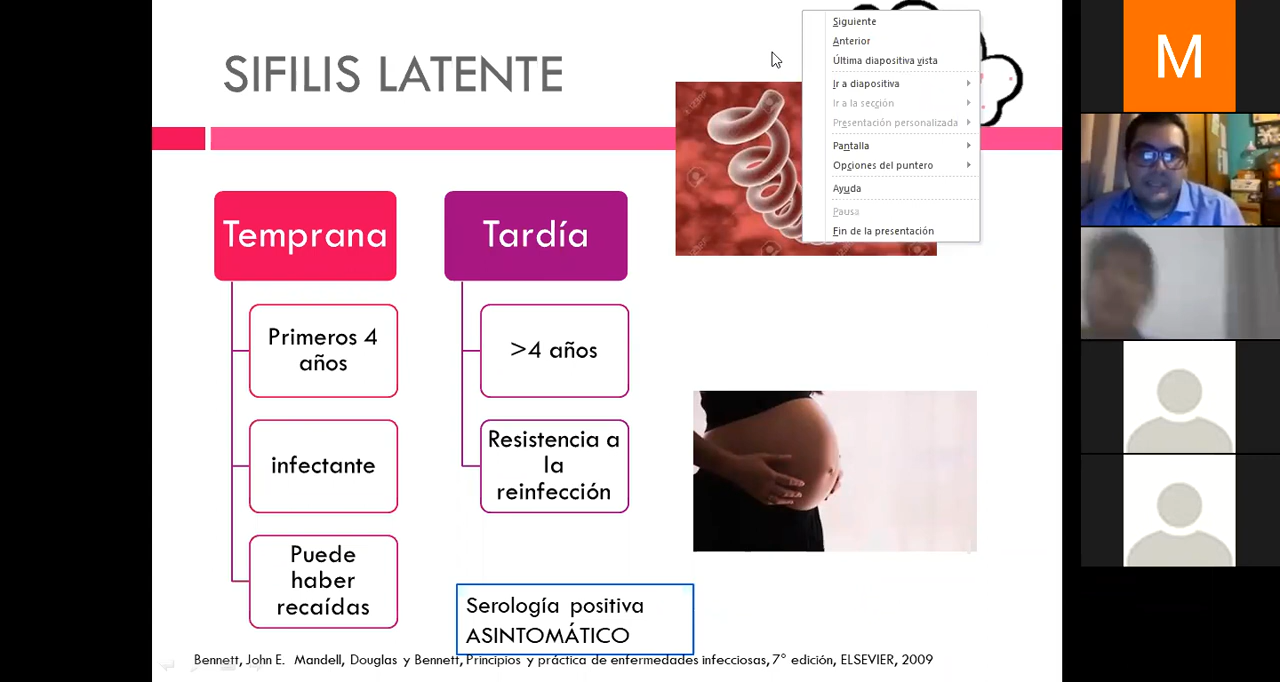 SIFILIS LATENTE
Temprana
Primeros 4
años
infectante
Puede
haber
recaídas
Tardía
>4 años
Resistencia a
la
reinfección
Serología positiva
ASINTOMÁTICO
Bennett, John E. Mandell, Douglas y Bennett, Principios y práctica de enfermedades infecciosas, 7° edición, ELSEVIER, 2009
Siguiente
Anterior
Última diapositiva vista
Ir a diapositiva
Ir a la sección
Presentación personalizada
Pantalla
Opciones del puntero
Ayuda
Pausa
Fin de la presentación
M